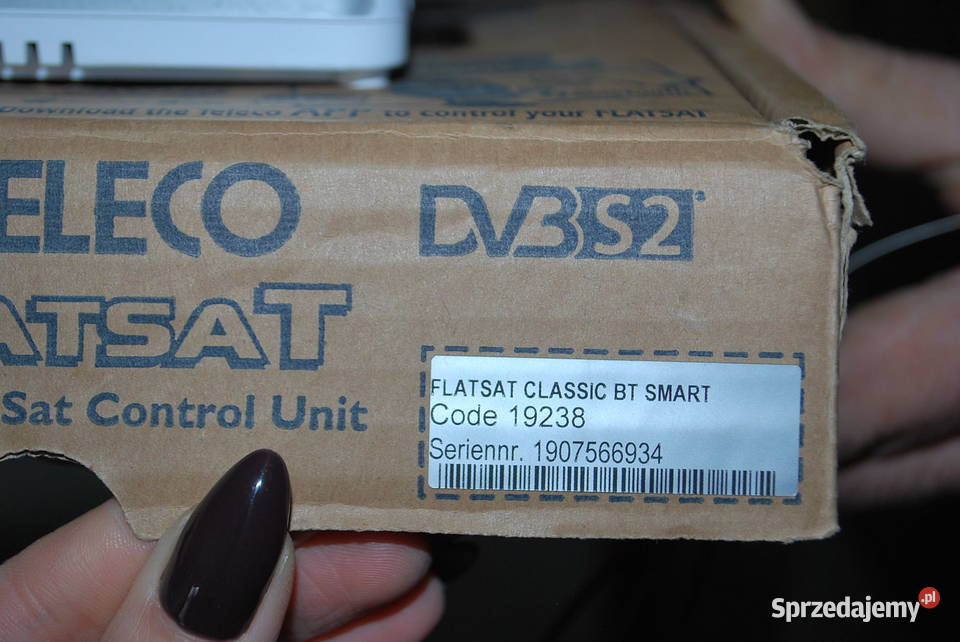 Download the Teleco APP to control your FLATSAT
ELECO
DVB S2
ATSAT
Sat Control Unit
FLATSAT CLASSIC BT SMART
Code 19238
Seriennr. 1907566934
Sprzedajemy.pl